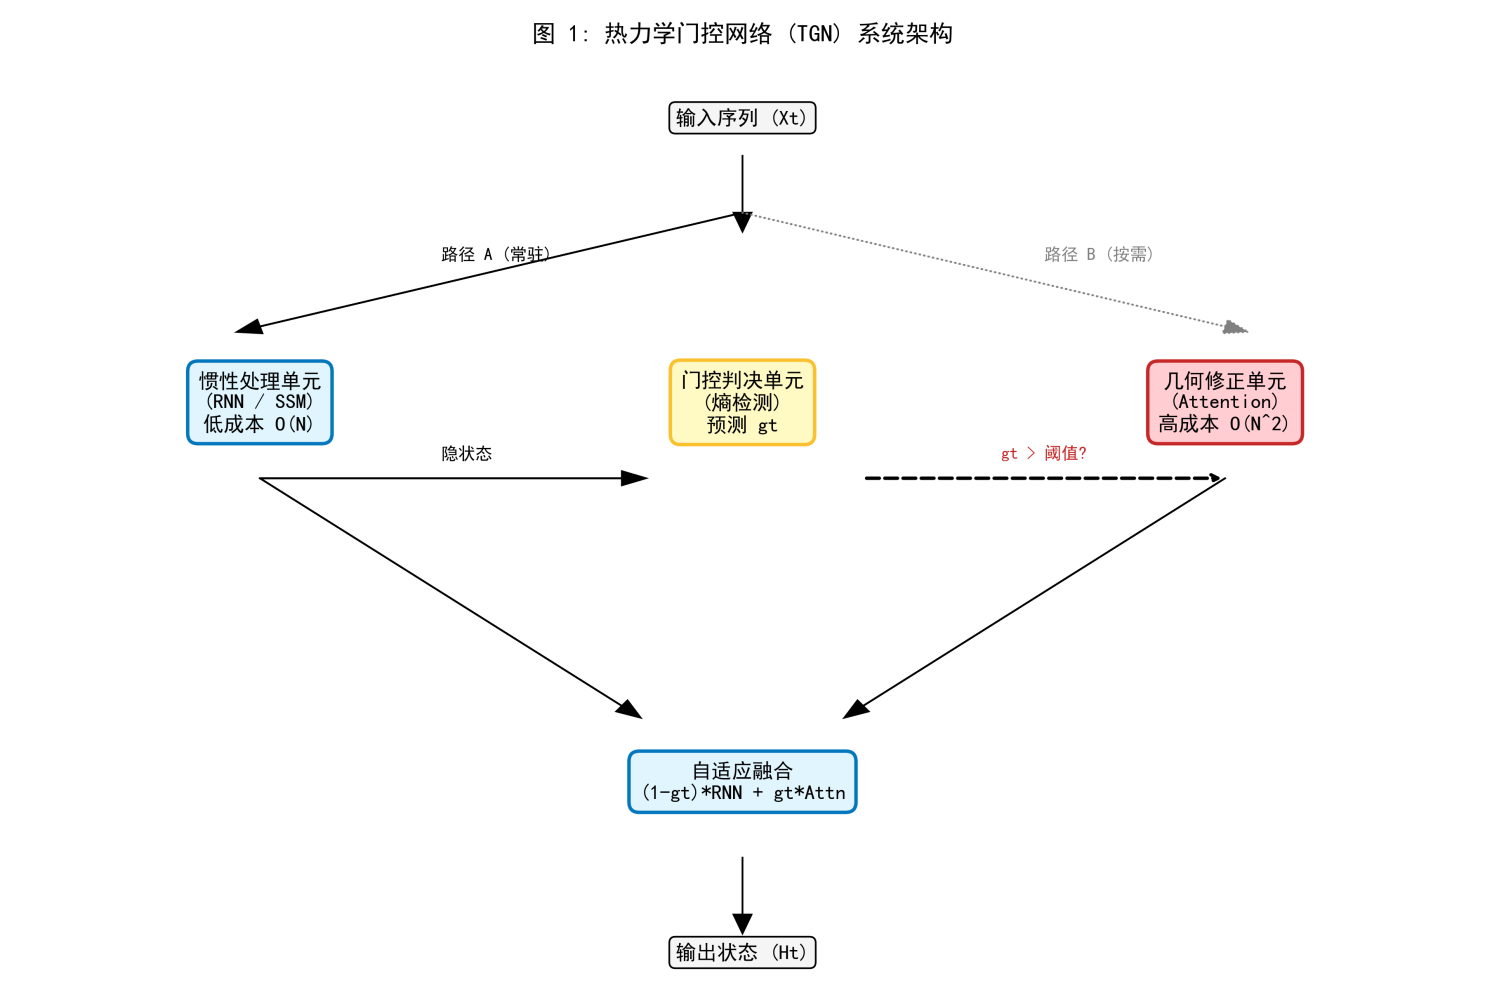 图 1: 热力学门控网络 (TGN) 系统架构
输入序列 (Xt)
路径 A (常驻)
路径 B (按需)
惯性处理单元
(RNN / SSM)
低成本 O(N)
门控判决单元
(熵检测)
预测 gt
几何修正单元
(Attention)
高成本 O(N^2)
隐状态
gt > 阈值?
自适应融合
(1-gt)*RNN + gt*Attn
输出状态 (Ht)